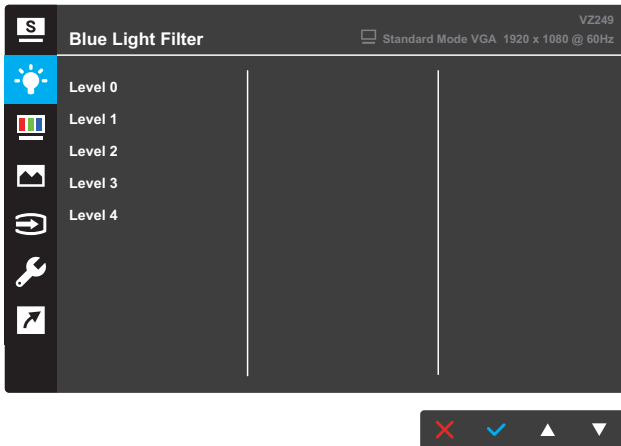 S
VZ249
Blue Light Filter
Standard Mode VGA 1920 x 1080 @ 60Hz
Level 0
Level 1
Level 2
Level 3
Level 4